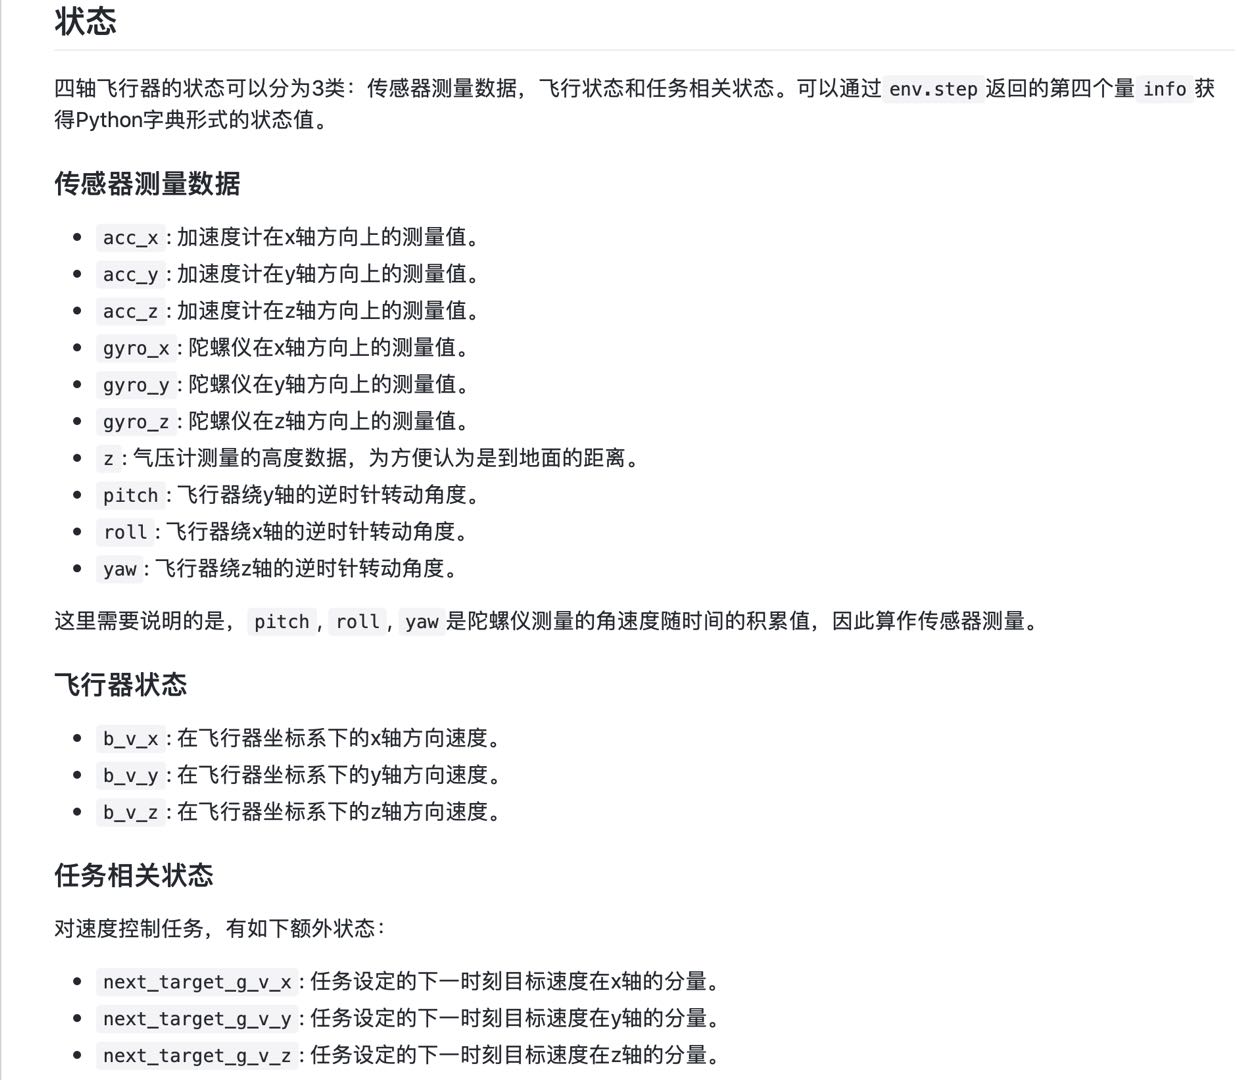 状态
四轴飞行器的状态可以分为3类：传感器测量数据，飞行状态和任务相关状态。可以通过 env.step 返回的第四个量 info 获
得Python字典形式的状态值。
传感器测量数据
• acc_x : 加速度计在x轴方向上的测量值。
• acc_y : 加速度计在y轴方向上的测量值。
• acc_z : 加速度计在z轴方向上的测量值。
• gyro_x : 陀螺仪在x轴方向上的测量值。
• gyro_y : 陀螺仪在y轴方向上的测量值。
• gyro_z : 陀螺仪在z轴方向上的测量值。
• z : 气压计测量的高度数据，为方便认为是到地面的距离。
• pitch : 飞行器绕y轴的逆时针转动角度。
• roll : 飞行器绕x轴的逆时针转动角度。
• yaw : 飞行器绕z轴的逆时针转动角度。
这里需要说明的是， pitch , roll , yaw 是陀螺仪测量的角速度随时间的积累值，因此算作传感器测量。
飞行器状态
• b_v_x : 在飞行器坐标系下的x轴方向速度。
• b_v_y : 在飞行器坐标系下的y轴方向速度。
• b_v_z : 在飞行器坐标系下的z轴方向速度。
任务相关状态
对速度控制任务，有如下额外状态：
• next_target_g_v_x : 任务设定的下一时刻目标速度在x轴的分量。
• next_target_g_v_y : 任务设定的下一时刻目标速度在y轴的分量。
• next_target_g_v_z : 任务设定的下一时刻目标速度在z轴的分量。